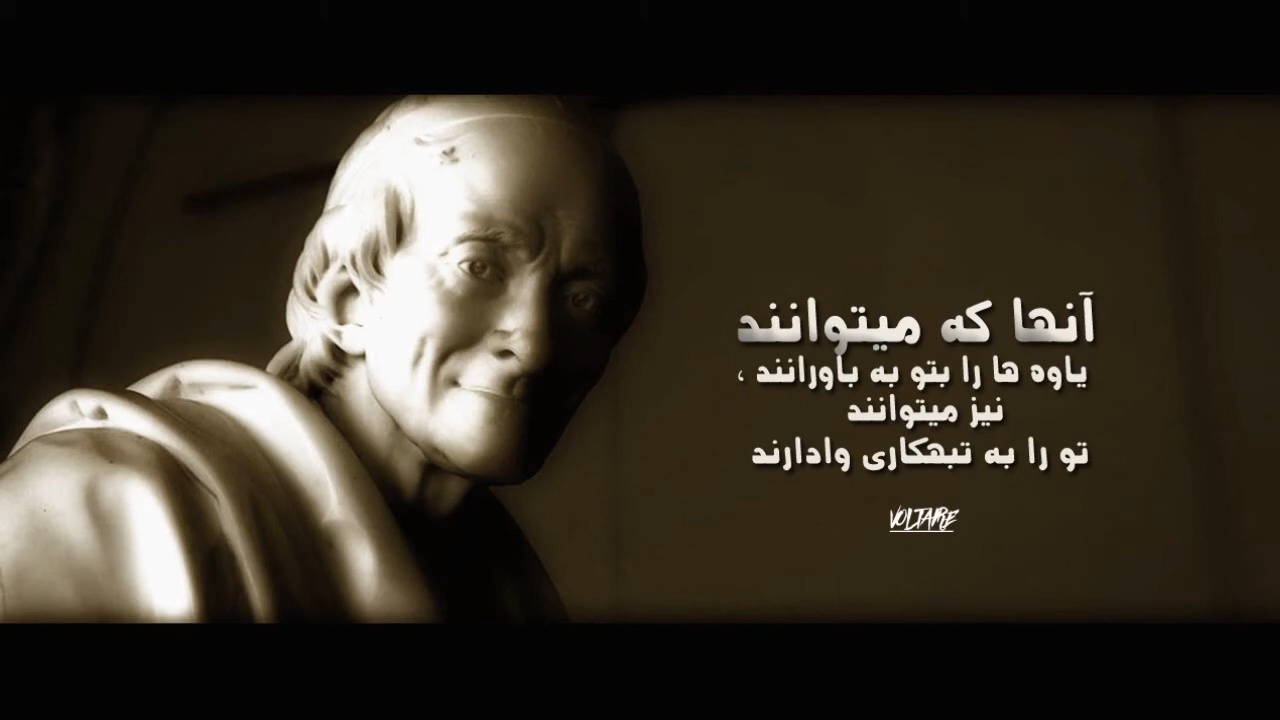 آنها که میتوانند
یاوه ها را بتو به باورانند ،
نیز میتوانند
تو را به تبهکاری وادارند
VOLTAIRE